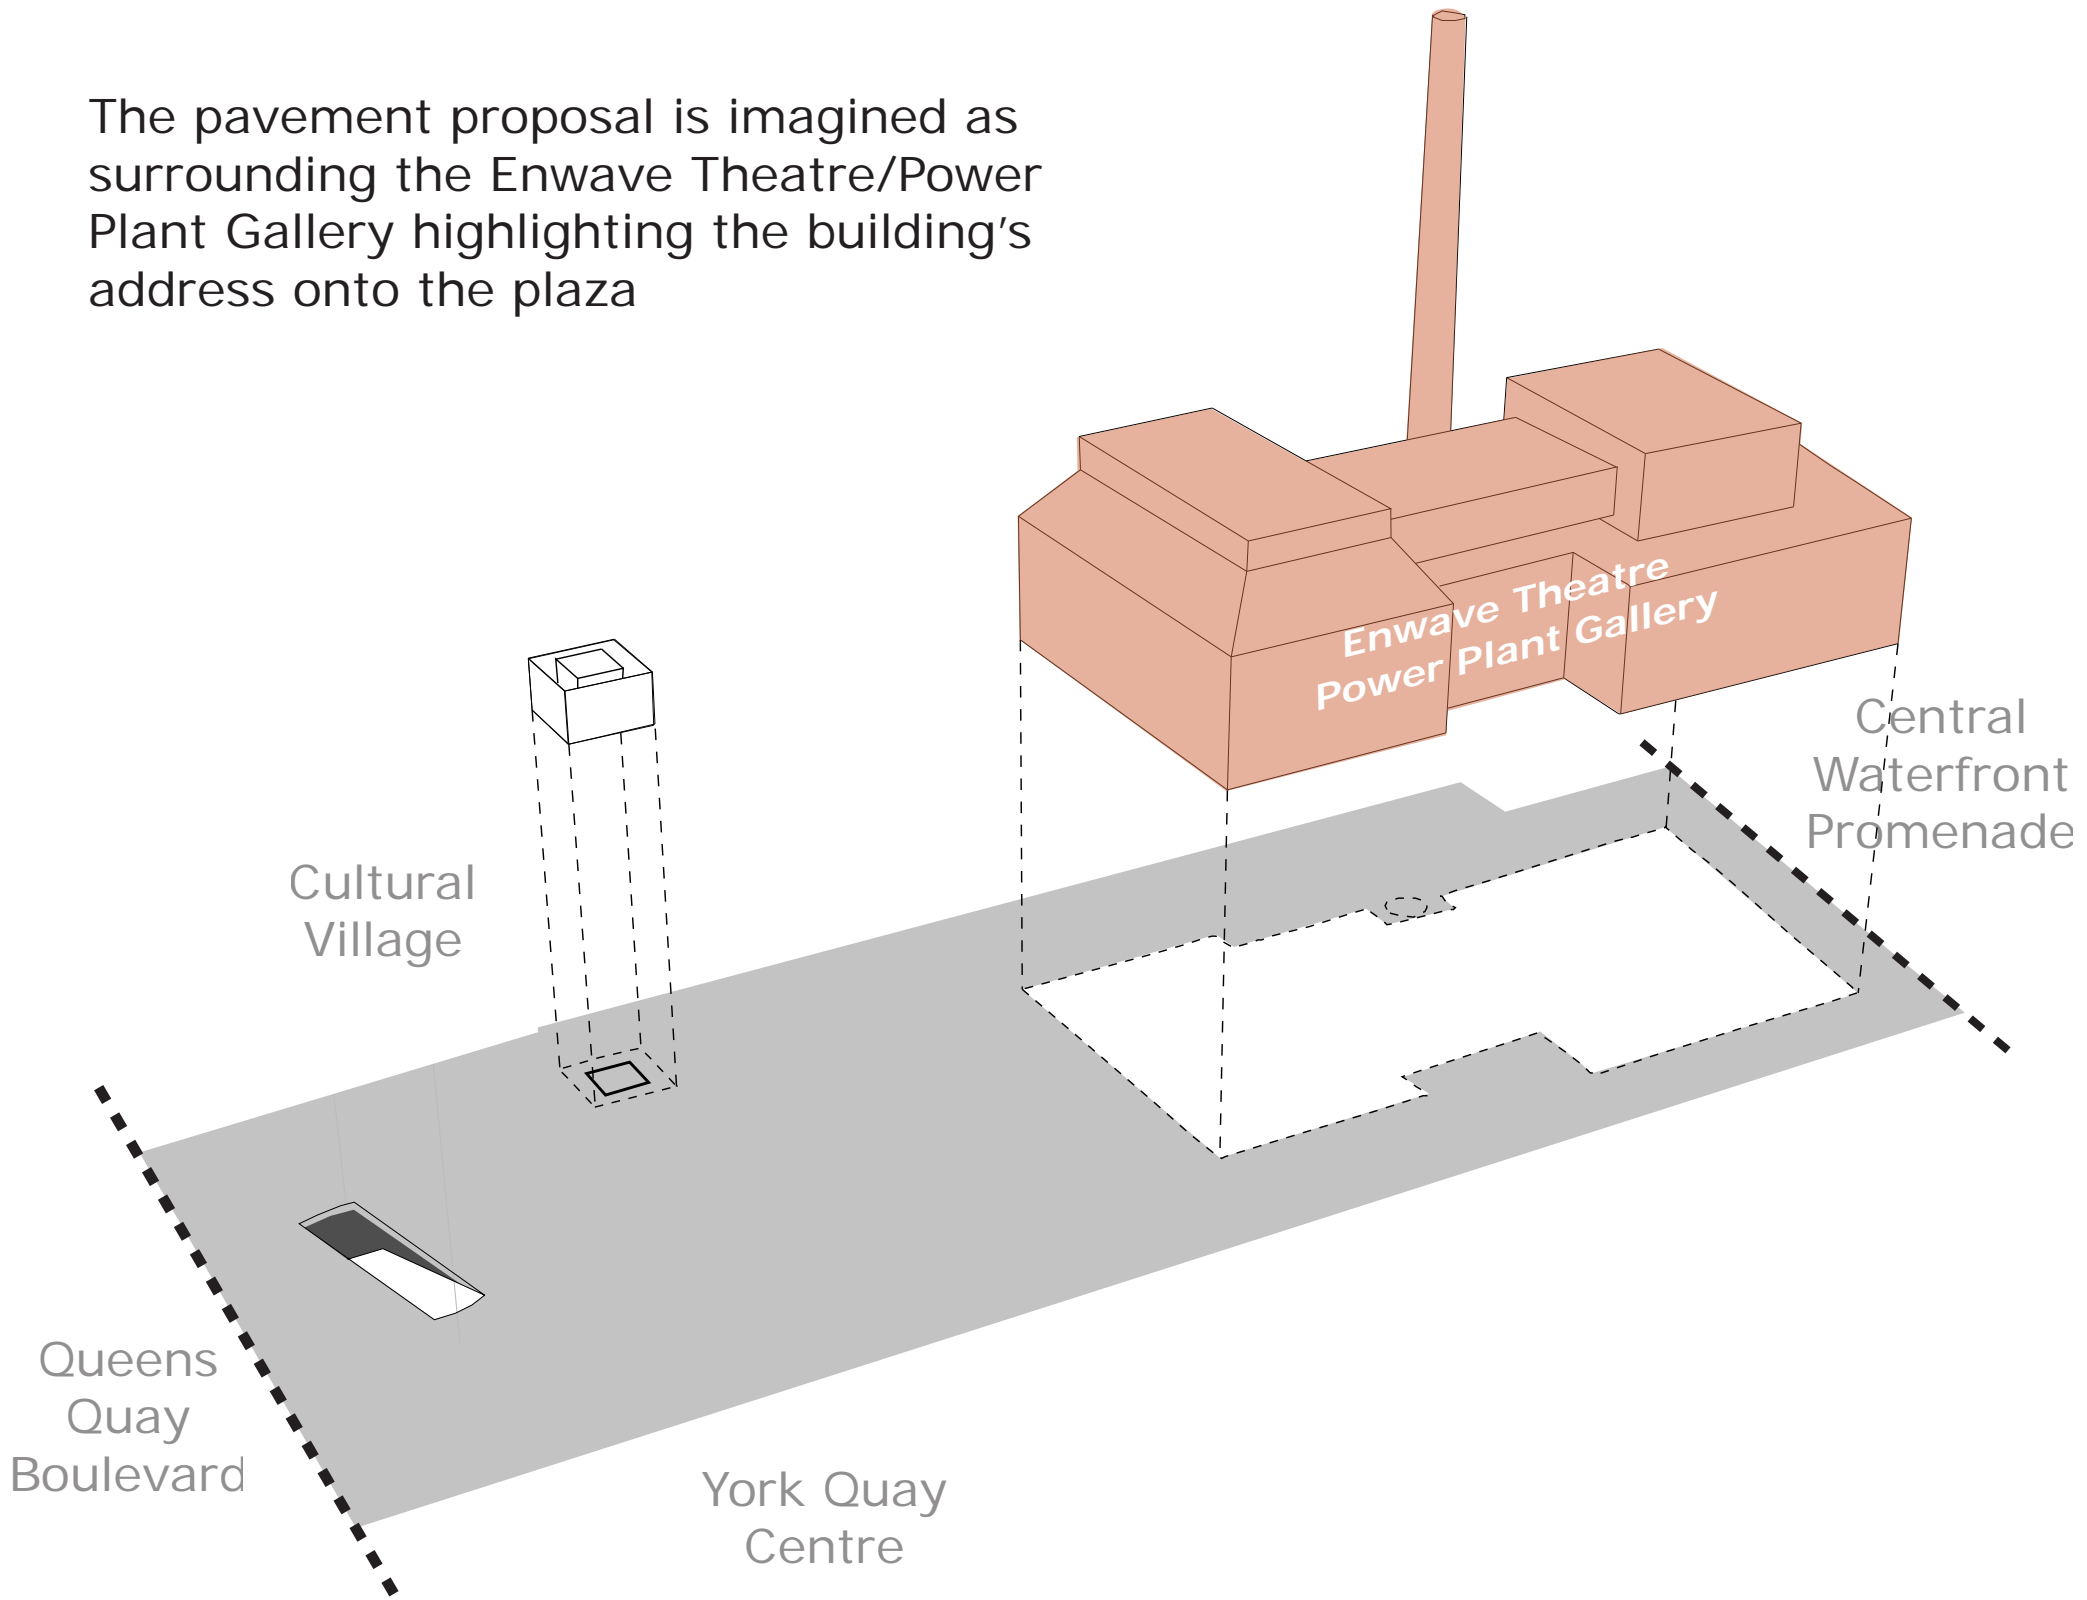 The pavement proposal is imagined as
surrounding the Enwave Theatre/Power
Plant Gallery highlighting the building's
address onto the plaza
Enwave Theatre
Power Plant Gallery
Central
Waterfront
Promenade
Cultural
Village
Queens
Quay
Boulevard
York Quay
Centre